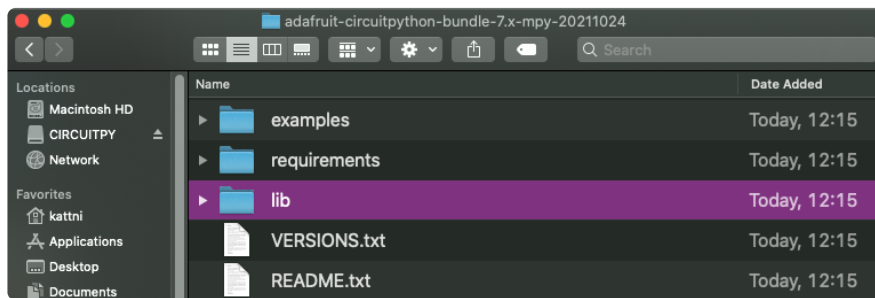 adafruit-circuitpython-bundle-7.x-mpy-20211024
Search
Locations
Macintosh HD
CIRCUITPY
Network
Favorites
kattni
Applications
Desktop
Documents
Name Date Added
examples Today, 12:15
requirements Today, 12:15
lib Today, 12:15
VERSIONS.txt Today, 12:15
README.txt Today, 12:15